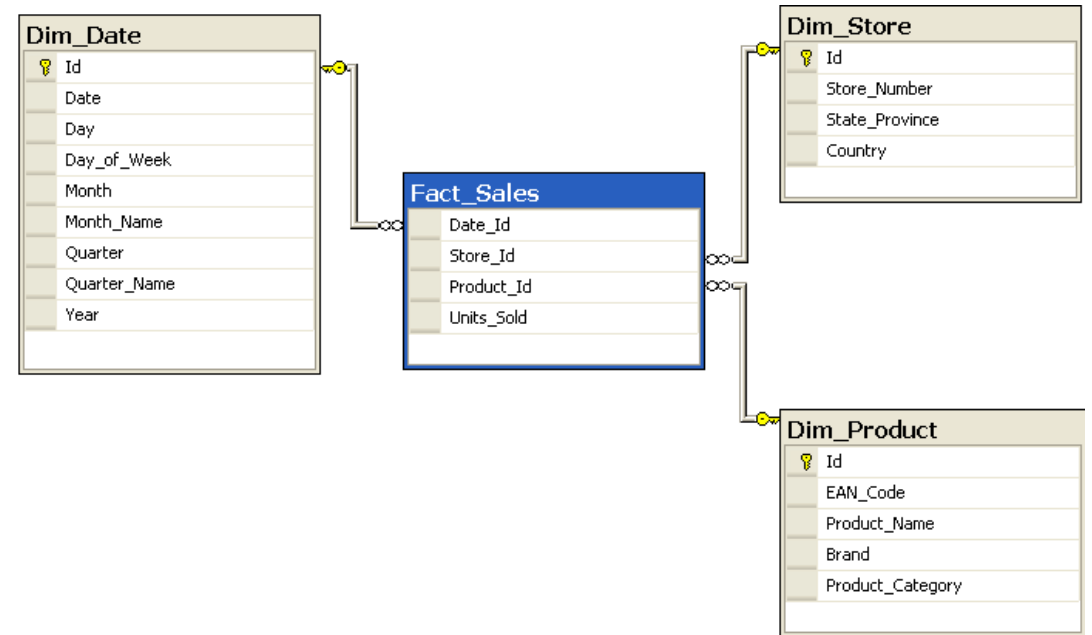 Dim_Date
Id
Date
Day
Day_of_Week
Month
Month_Name
Quarter
Quarter_Name
Year
Fact_Sales
Date_Id
Store_Id
Product_Id
Units_Sold
Dim_Store
Id
Store_Number
State_Province
Country
Dim_Product
Id
EAN_Code
Product_Name
Brand
Product_Category